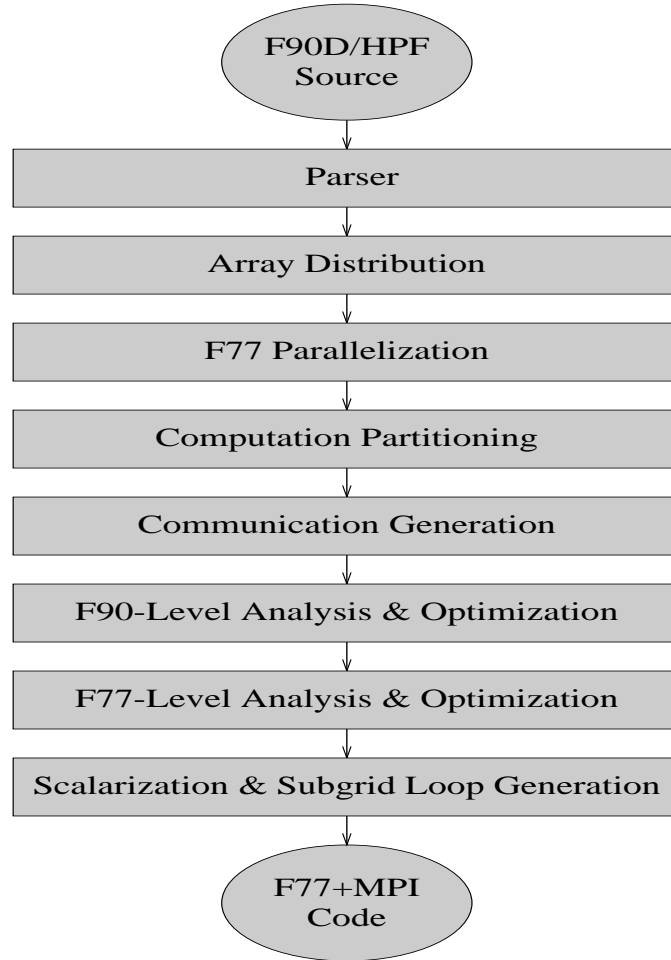 F90D/HPF
Source
Parser
Array Distribution
F77 Parallelization
Computation Partitioning
Communication Generation
F90-Level Analysis & Optimization
F77-Level Analysis & Optimization
Scalarization & Subgrid Loop Generation
F77+MPI
Code